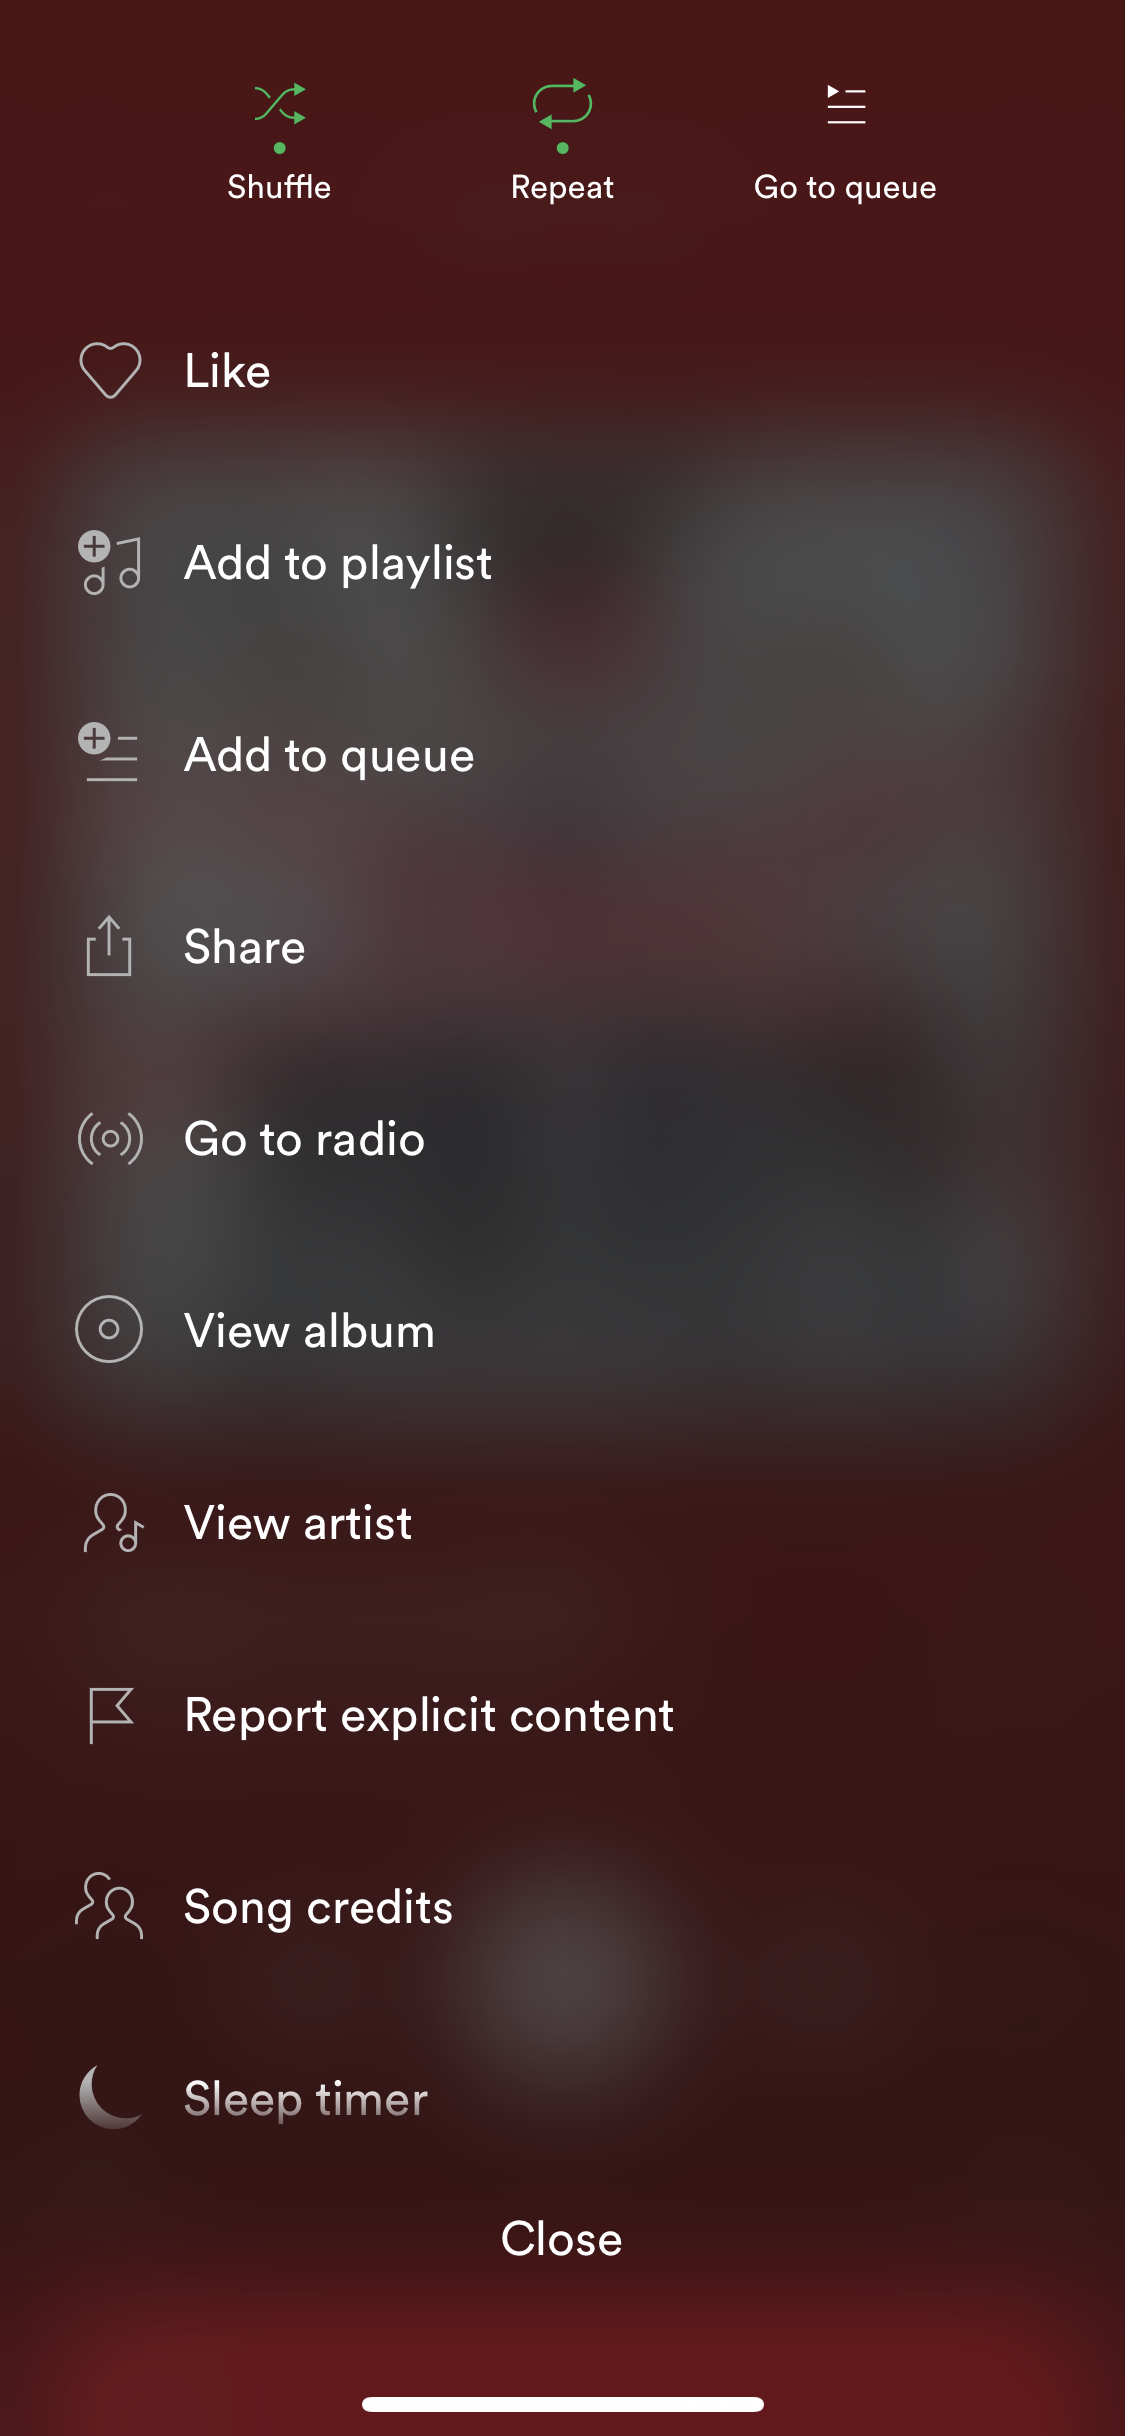 Shuffle
Repeat
Go to queue
Like
Add to playlist
Add to queue
Share
Go to radio
View album
View artist
Report explicit content
Song credits
Sleep timer
Close